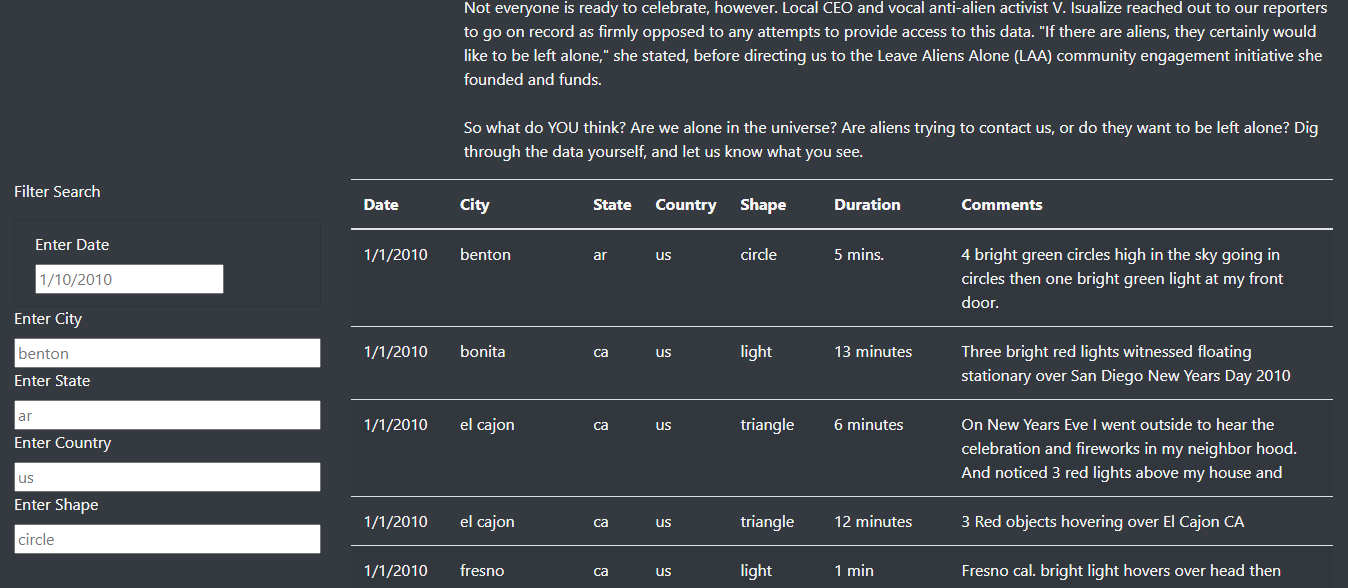 Not everyone is ready to celebrate, however. Local CEO and vocal anti-alien activist V. Isualize reached out to our reporters
to go on record as firmly opposed to any attempts to provide access to this data. "If there are aliens, they certainly would
like to be left alone," she stated, before directing us to the Leave Aliens Alone (LAA) community engagement initiative she
founded and funds.
So what do YOU think? Are we alone in the universe? Are aliens trying to contact us, or do they want to be left alone? Dig
through the data yourself, and let us know what you see.
Filter Search
Enter Date
1/10/2010
Enter City
benton
Enter State
ar
Enter Country
us
Enter Shape
circle
Date City State Country Shape Duration Comments
1/1/2010 benton ar us circle 5 mins. 4 bright green circles high in the sky going in
circles then one bright green light at my front
door.
1/1/2010 bonita ca us light 13 minutes Three bright red lights witnessed floating
stationary over San Diego New Years Day 2010
1/1/2010 el cajon ca us triangle 6 minutes On New Years Eve I went outside to hear the
celebration and fireworks in my neighbor hood.
And noticed 3 red lights above my house and
1/1/2010 el cajon ca us triangle 12 minutes 3 Red objects hovering over El Cajon CA
1/1/2010 fresno ca us light 1 min Fresno cal. bright light hovers over head then